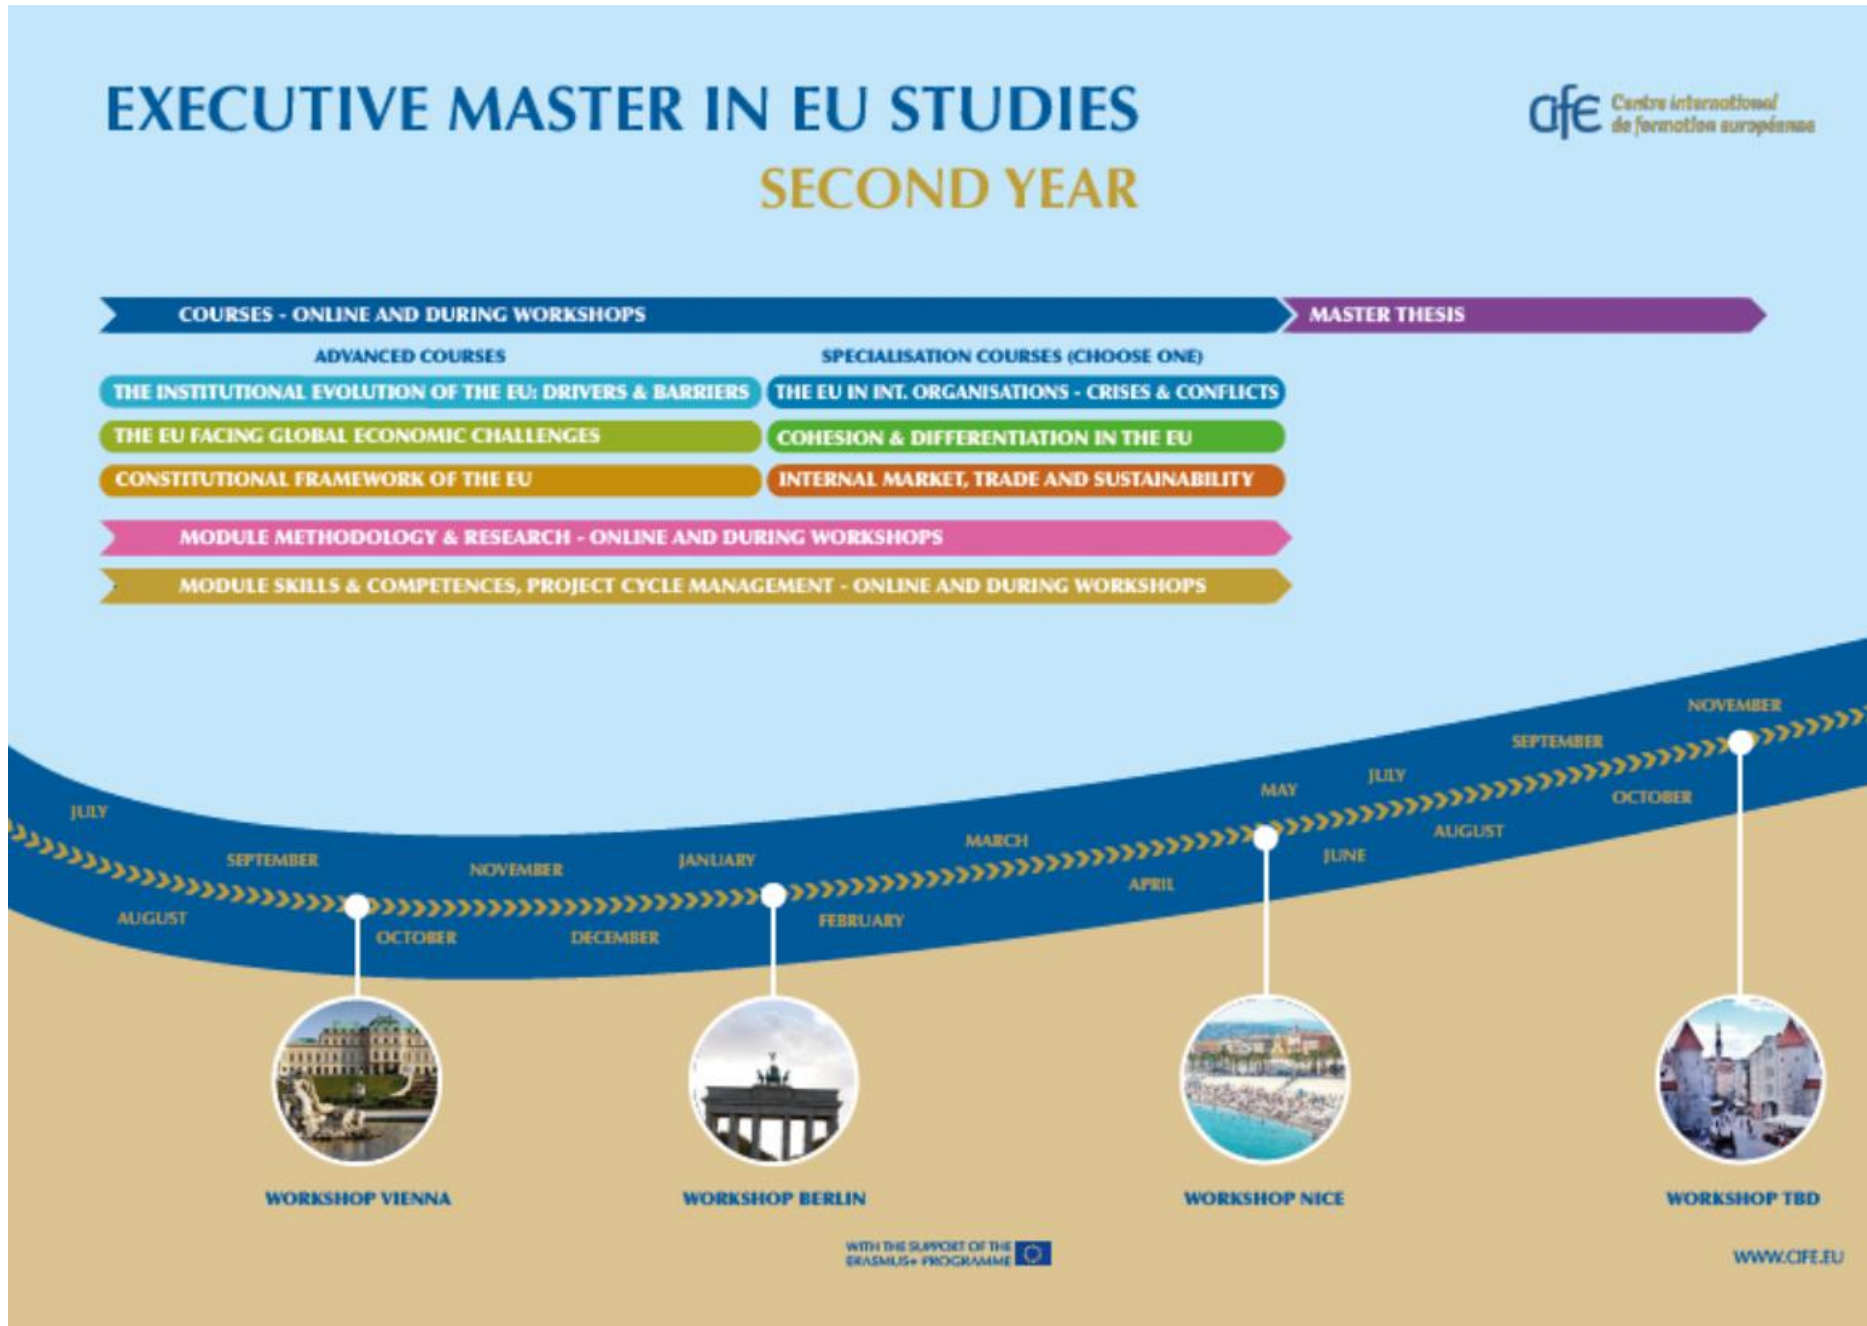 EXECUTIVE MASTER IN EU STUDIES
SECOND YEAR
cife Centre international
de formation européenne
COURSES - ONLINE AND DURING WORKSHOPS
MASTER THESIS
ADVANCED COURSES
SPECIALISATION COURSES (CHOOSE ONE)
THE INSTITUTIONAL EVOLUTION OF THE EU: DRIVERS & BARRIERS
THE EU IN INT. ORGANISATIONS - CRISES & CONFLICTS
THE EU FACING GLOBAL ECONOMIC CHALLENGES
COHESION & DIFFERENTIATION IN THE EU
CONSTITUTIONAL FRAMEWORK OF THE EU
INTERNAL MARKET, TRADE AND SUSTAINABILITY
MODULE METHODOLOGY & RESEARCH - ONLINE AND DURING WORKSHOPS
MODULE SKILLS & COMPETENCES, PROJECT CYCLE MANAGEMENT - ONLINE AND DURING WORKSHOPS
JULY
AUGUST
SEPTEMBER
OCTOBER
NOVEMBER
DECEMBER
JANUARY
FEBRUARY
MARCH
APRIL
MAY
JUNE
JULY
AUGUST
SEPTEMBER
OCTOBER
NOVEMBER
WORKSHOP VIENNA
WORKSHOP BERLIN
WORKSHOP NICE
WORKSHOP TBD
WITH THE SUPPORT OF THE
ERASMUS+ PROGRAMME
WWW.CIFE.EU